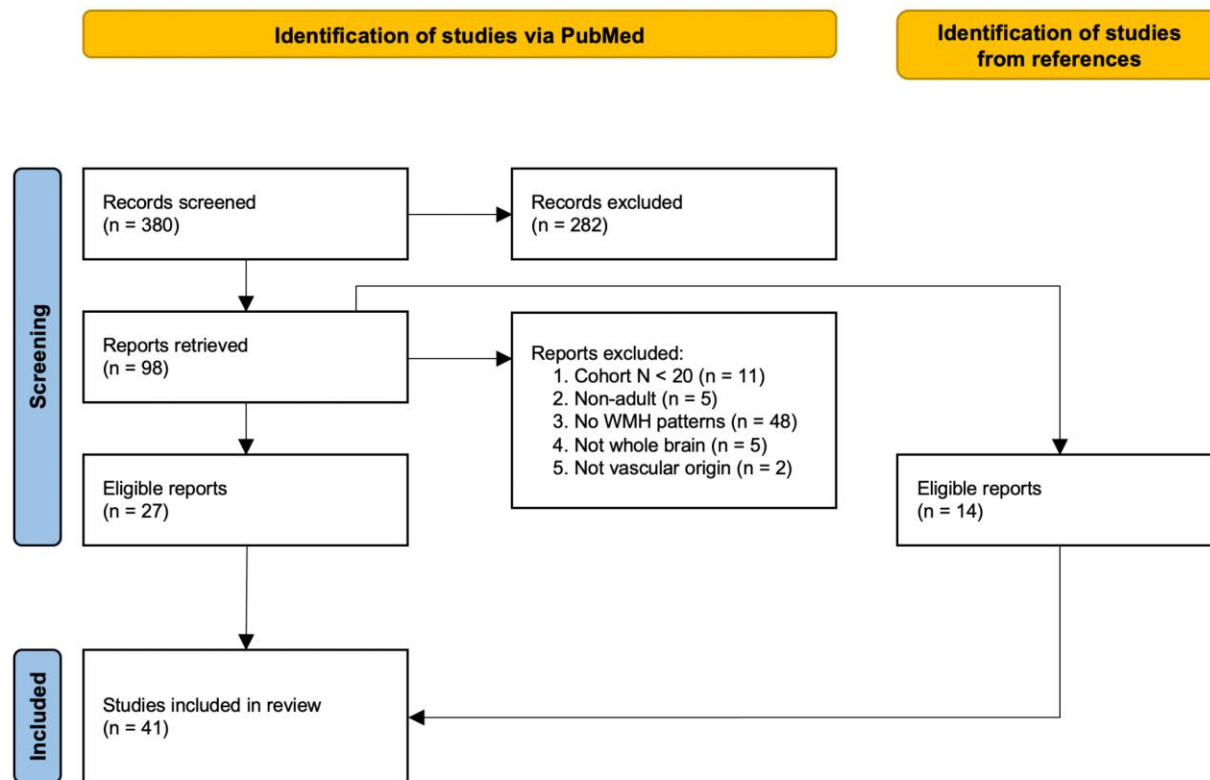 Identification of studies via PubMed
Identification of studies
from references
Screening
Records screened
(n = 380)
Records excluded
(n = 282)
Reports retrieved
(n = 98)
Reports excluded:
1. Cohort N < 20 (n = 11)
2. Non-adult (n = 5)
3. No WMH patterns (n = 48)
4. Not whole brain (n = 5)
5. Not vascular origin (n = 2)
Eligible reports
(n = 27)
Eligible reports
(n = 14)
Included
Studies included in review
(n = 41)